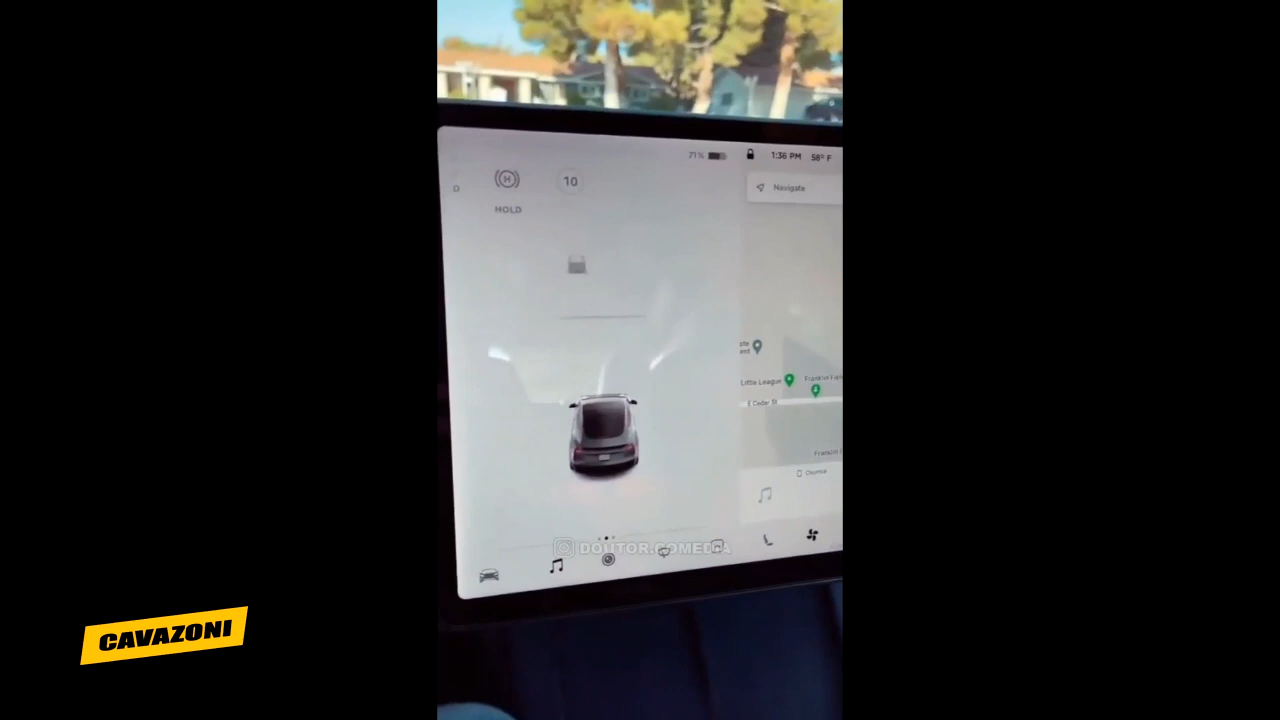 71%
1:36 PM
58° F
D
10
Navigate
HOLD
Little League
E Cedar St
DOUTOR.COMEDIA
CAVAZONI